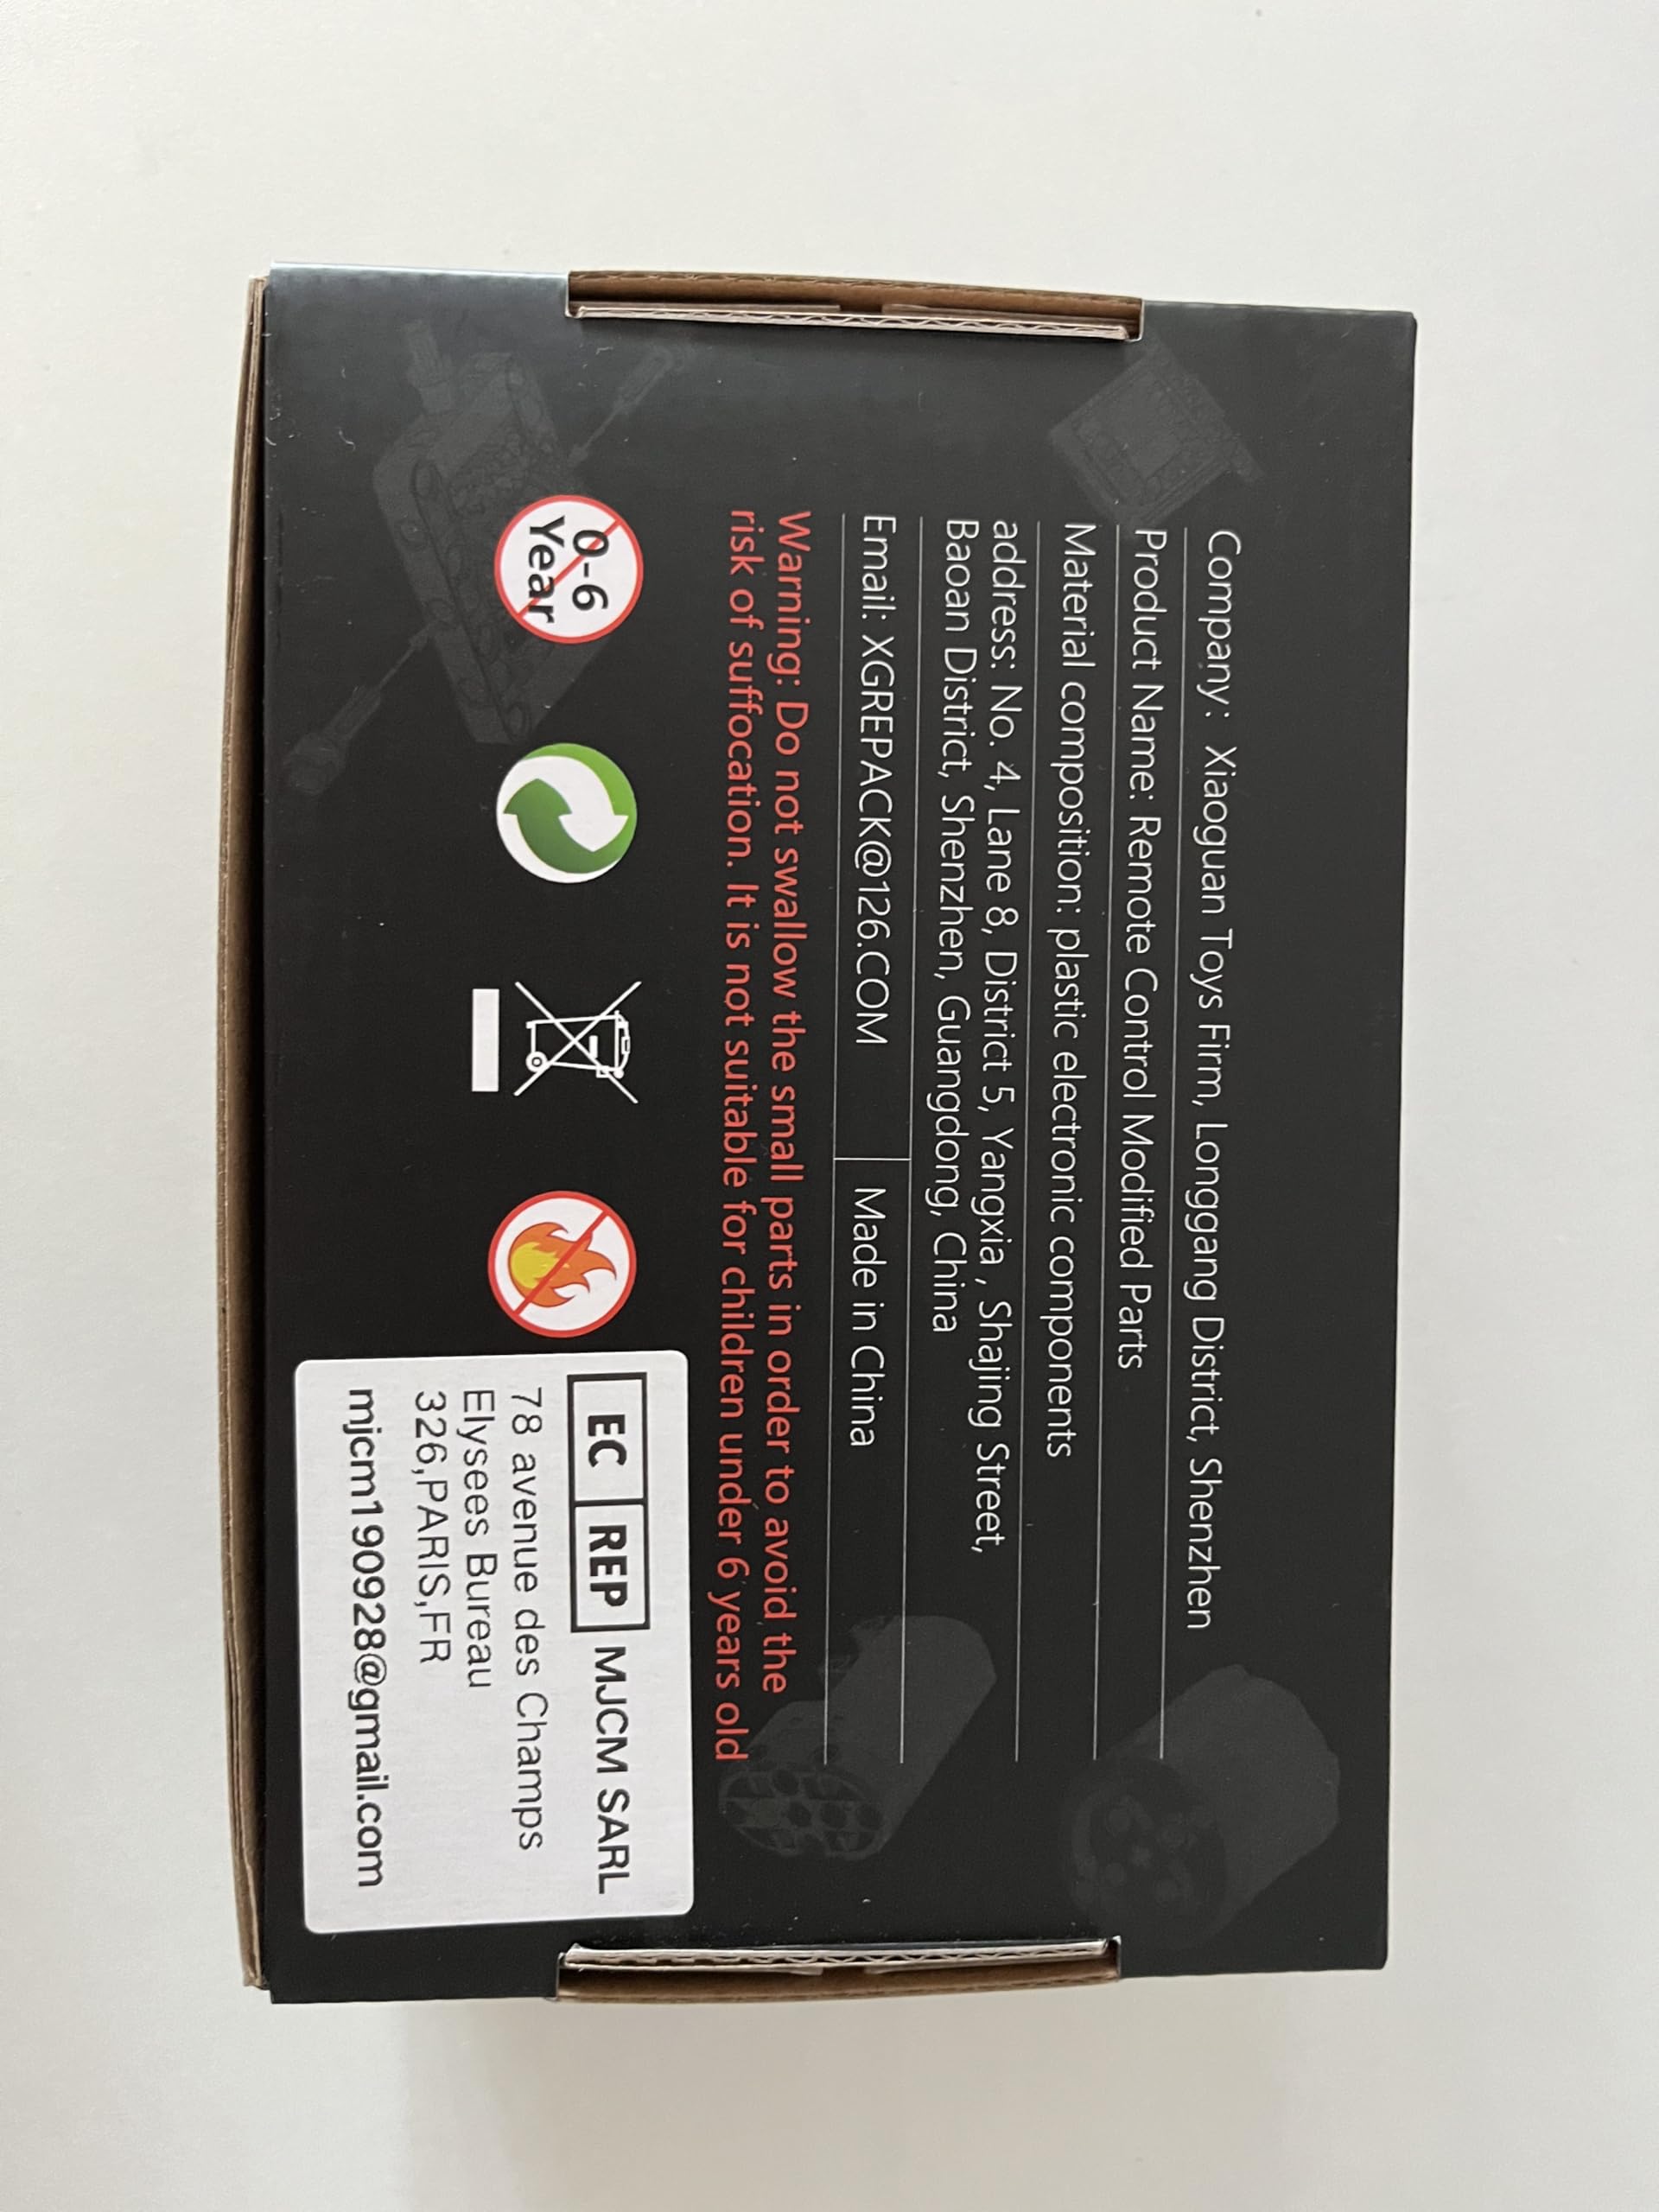 Company: Xiaoguan Toys Firm, Longgang District, Shenzhen
Product Name: Remote Control Modified Parts
Material composition: plastic electronic components
address: No. 4, Lane 8, District 5, Yangxia , Shajing Street,
Baoan District, Shenzhen, Guangdong, China
Email: XGREPACK@126.COM
Made in China
Warning: Do not swallow the small parts in order to avoid the
risk of suffocation. It is not suitable for children under 6 years old
0-6
Year
EC REP MJCM SARL
78 avenue des Champs
Elysees Bureau
326,PARIS,FR
mjcm190928@gmail.com